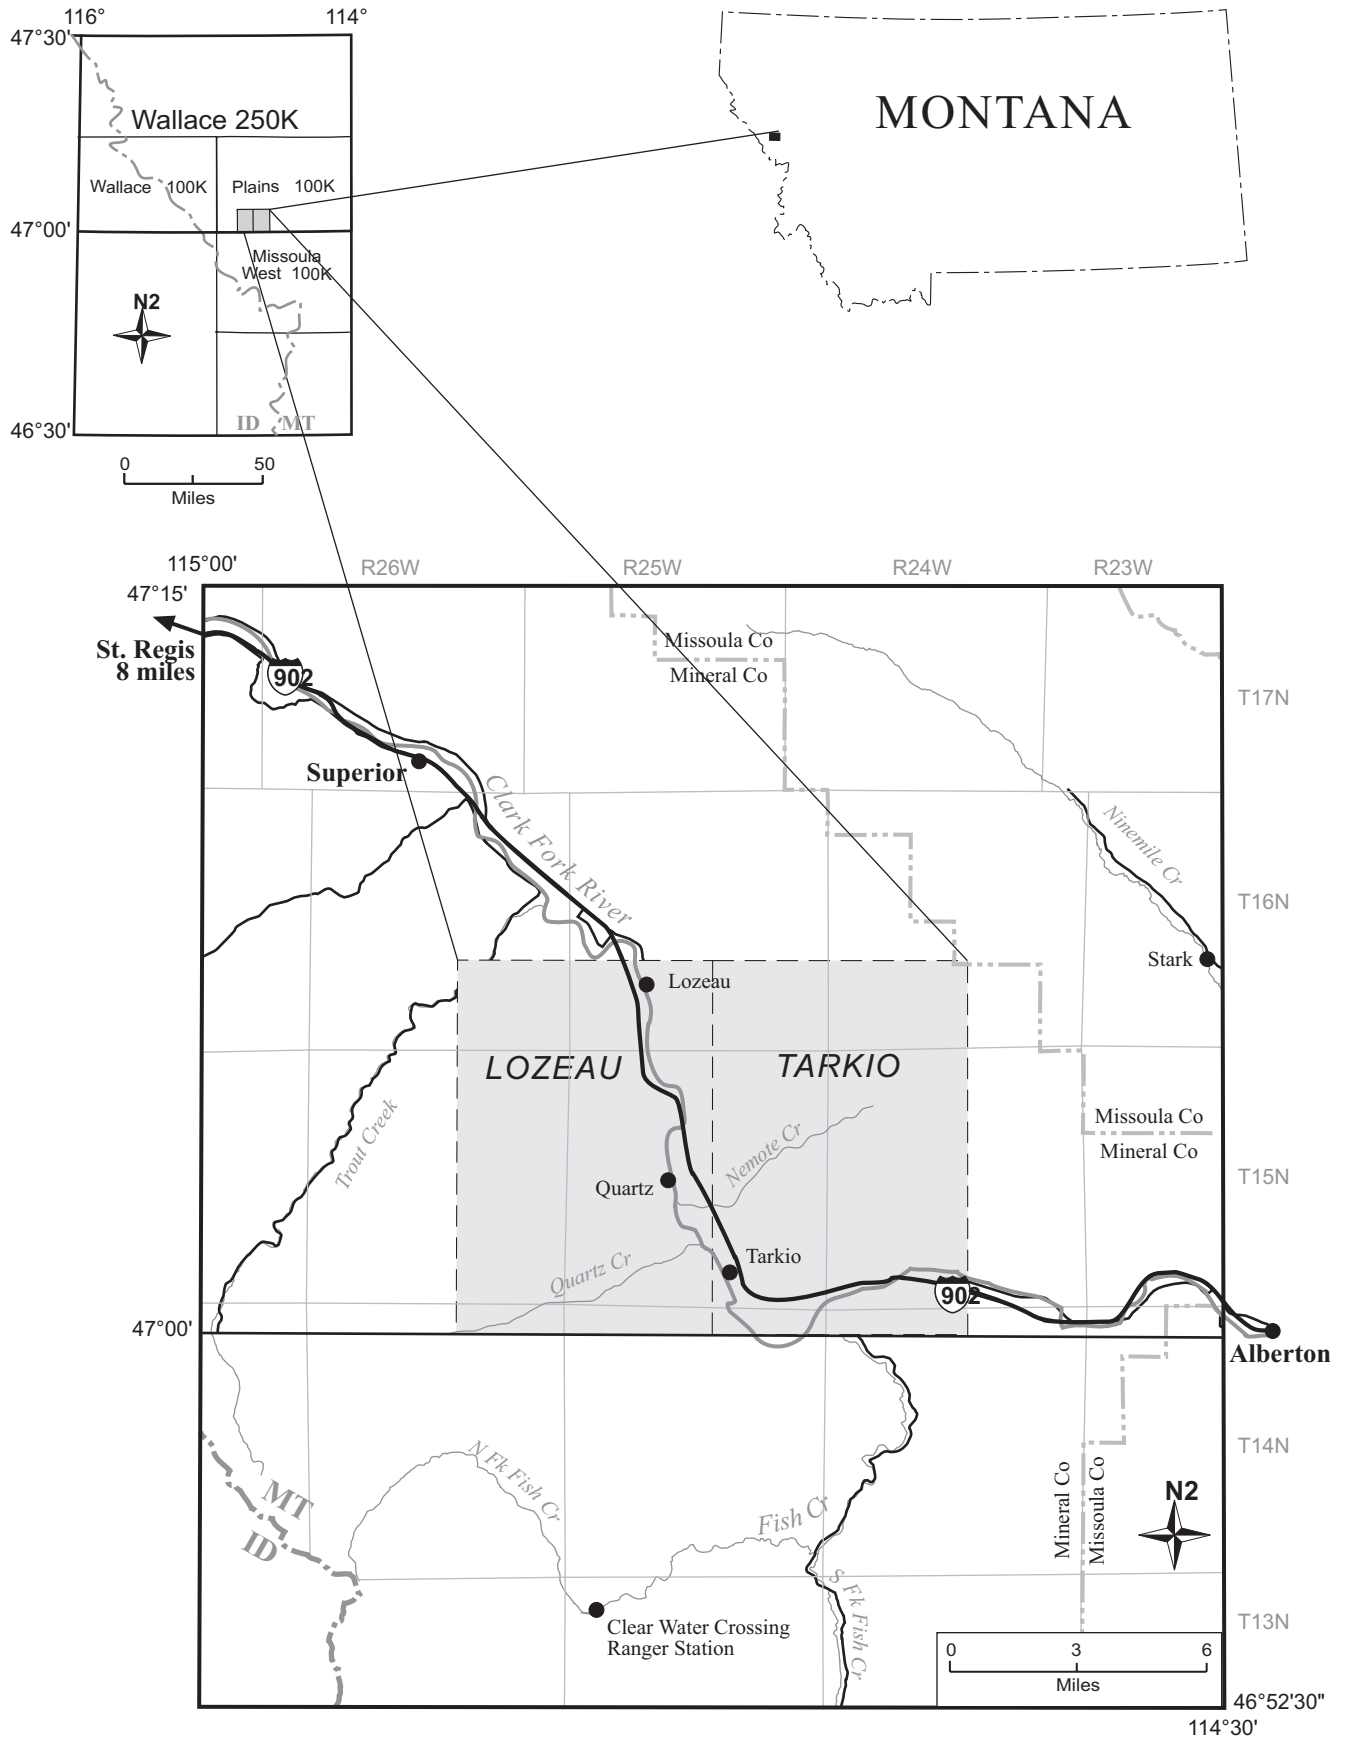 116°
114°
47°30'
MONTANA
Wallace 250K
Wallace 100K
Plains 100K
47°00'
Missoula
West 100K
N2
ID MT
46°30'
0 50
Miles
115°00'
R26W
R25W
R24W
R23W
47°15'
St. Regis
8 miles
Missoula Co
Mineral Co
902
T17N
Superior
Clark Fork River
Ninemile Cr
T16N
Stark
Lozeau
LOZEAU
TARKIO
Trout Creek
Missoula Co
Mineral Co
Nemote Cr
Quartz
T15N
Tarkio
Quartz Cr
902
47°00'
Alberton
T14N
N Fk Fish Cr
MT
ID
Fish Cr
Mineral Co
Missoula Co
N2
S Fk Fish Cr
Clear Water Crossing
Ranger Station
T13N
0 3 6
Miles
46°52'30"
114°30'